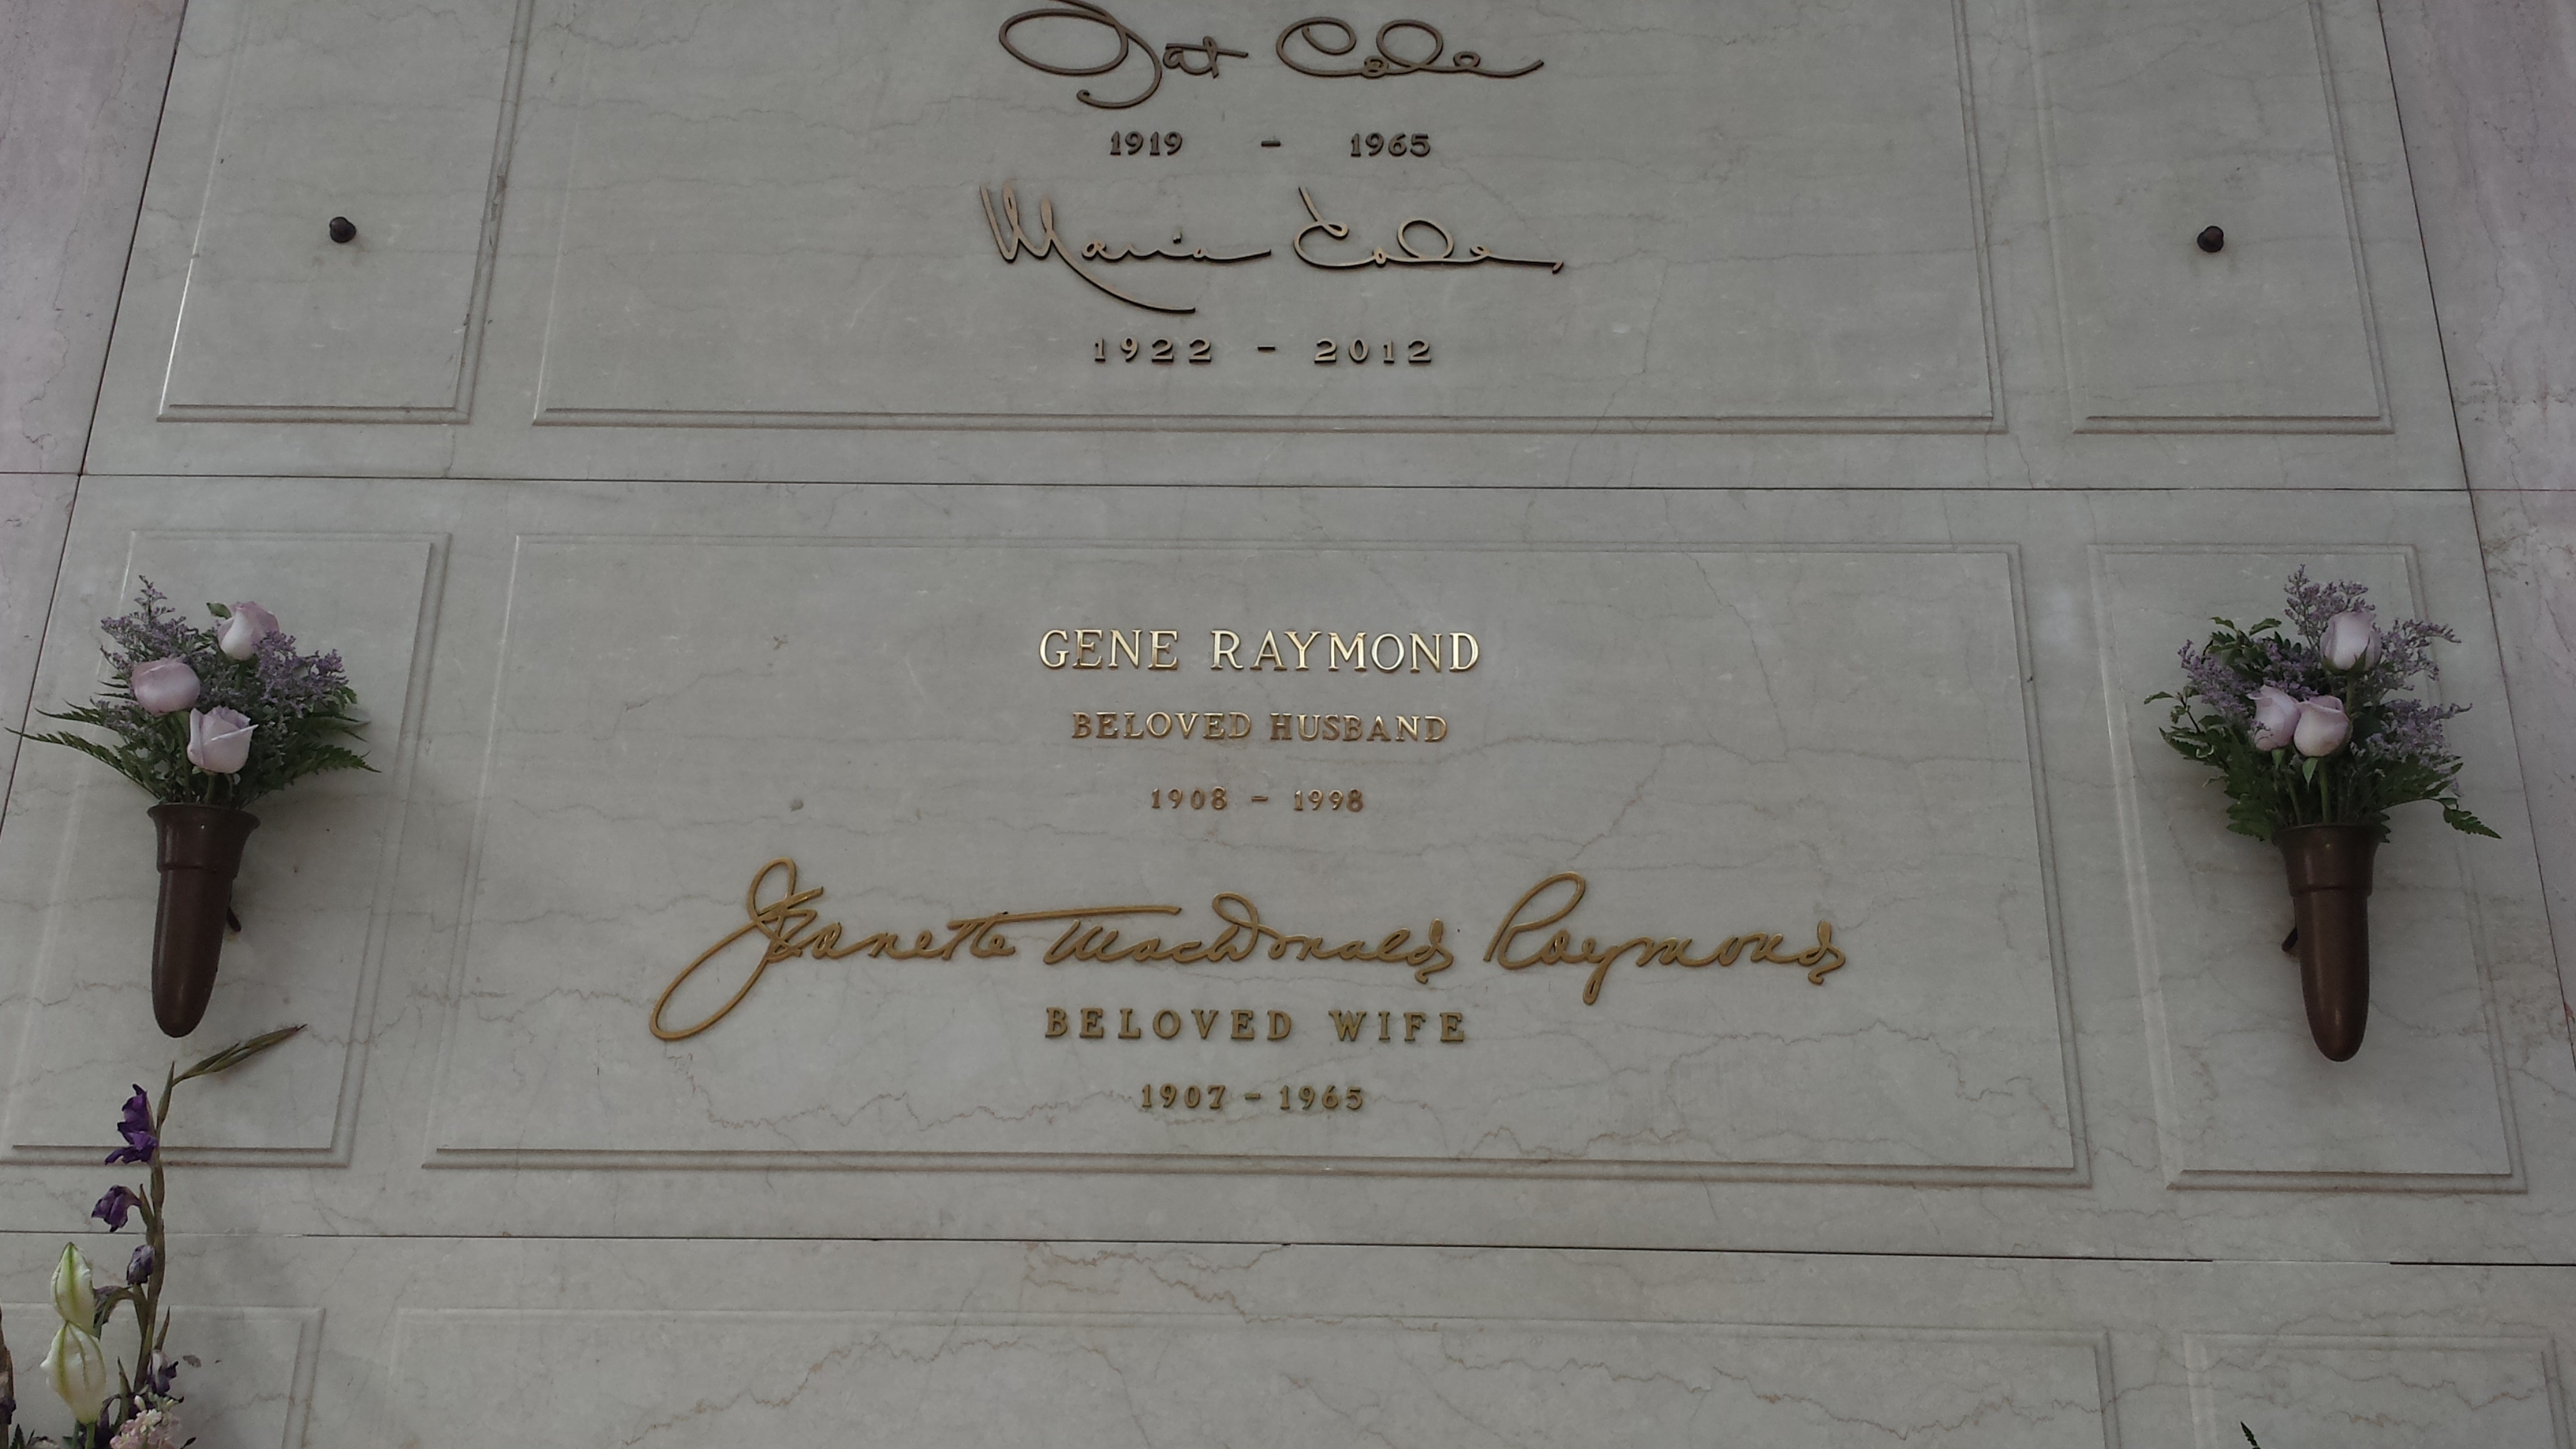 Nat Cole
1919 - 1965
Maria Cole
1922 - 2012
GENE RAYMOND
BELOVED HUSBAND
1908 - 1998
Jeanette MacDonald Raymond
BELOVED WIFE
1907 - 1965